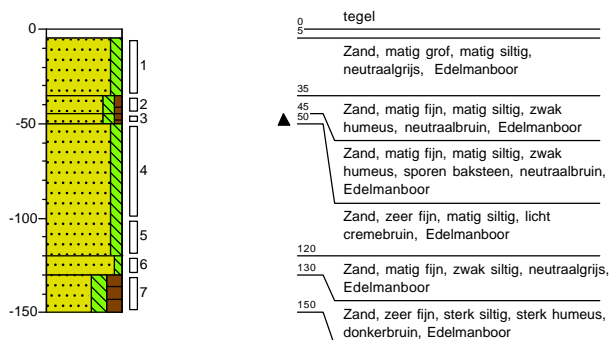 0
-50
-100
-150
1
2
3
4
5
6
7
0
tegel
5
Zand, matig grof, matig siltig,
neutraalgrijs, Edelmanboor
35
45
Zand, matig fijn, matig siltig, zwak
50
humeus, neutraalbruin, Edelmanboor
Zand, matig fijn, matig siltig, zwak
humeus, sporen baksteen, neutraalbruin,
Edelmanboor
Zand, zeer fijn, matig siltig, licht
cremebruin, Edelmanboor
120
Zand, matig fijn, zwak siltig, neutraalgrijs,
130
Edelmanboor
150
Zand, zeer fijn, sterk siltig, sterk humeus,
donkerbruin, Edelmanboor